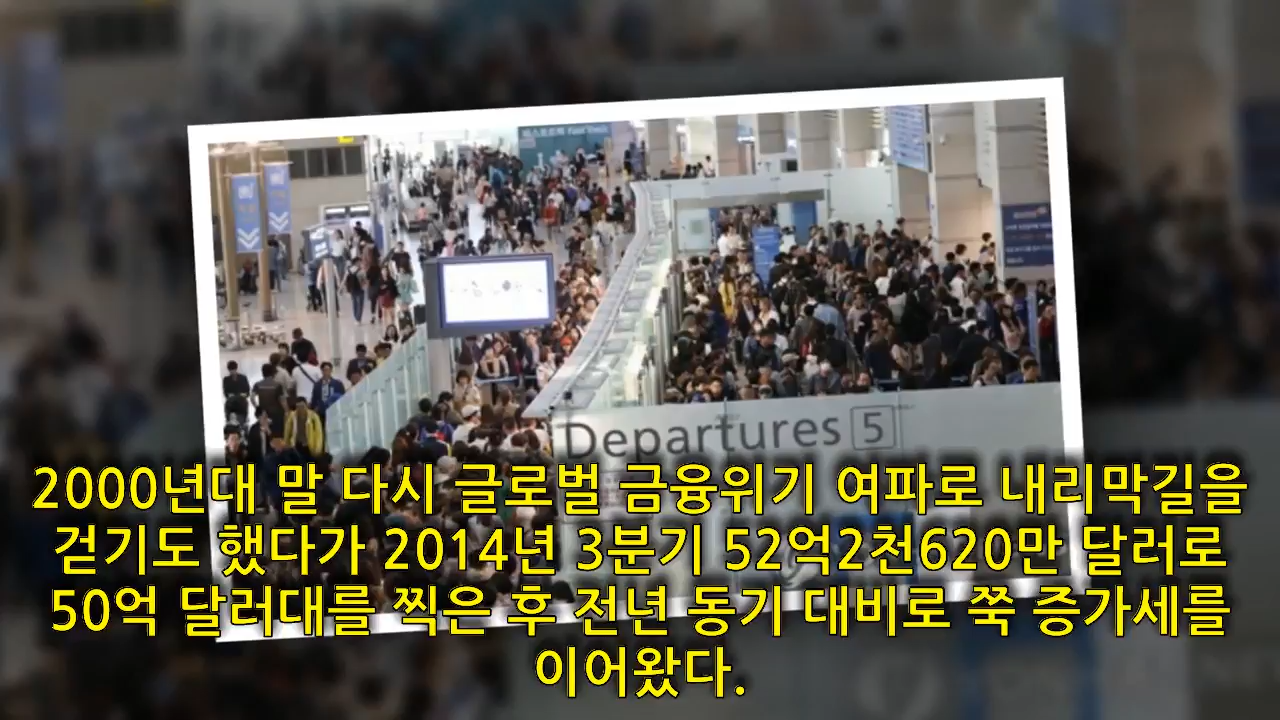 Departures 5
2000년대 말 다시 글로벌 금융위기 여파로 내리막길을
걷기도 했다가 2014년 3분기 52억2천620만 달러로
50억 달러대를 찍은 후 전년 동기 대비로 쭉 증가세를
이어왔다.